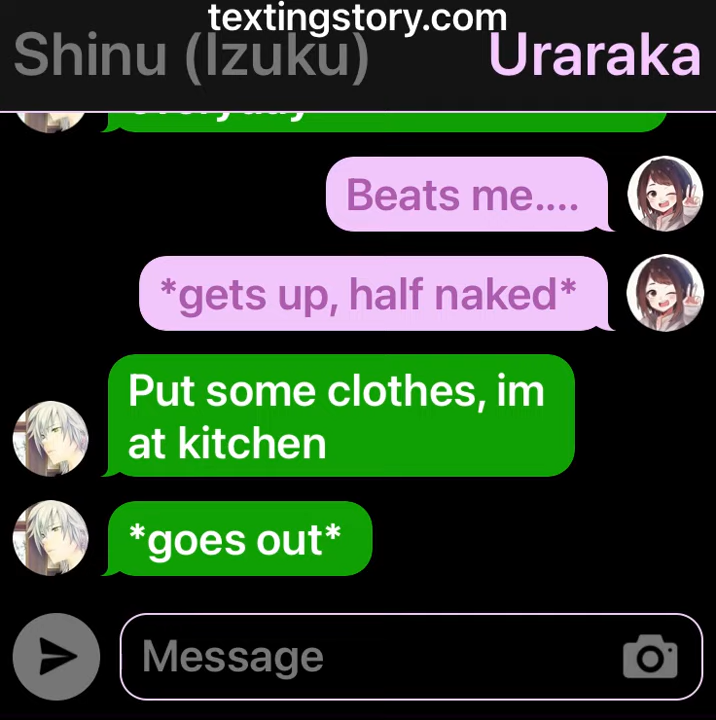 textingstory.com
Shinu (Izuku) Uraraka
everyday
Beats me....
*gets up, half naked*
Put some clothes, im
at kitchen
*goes out*
Message